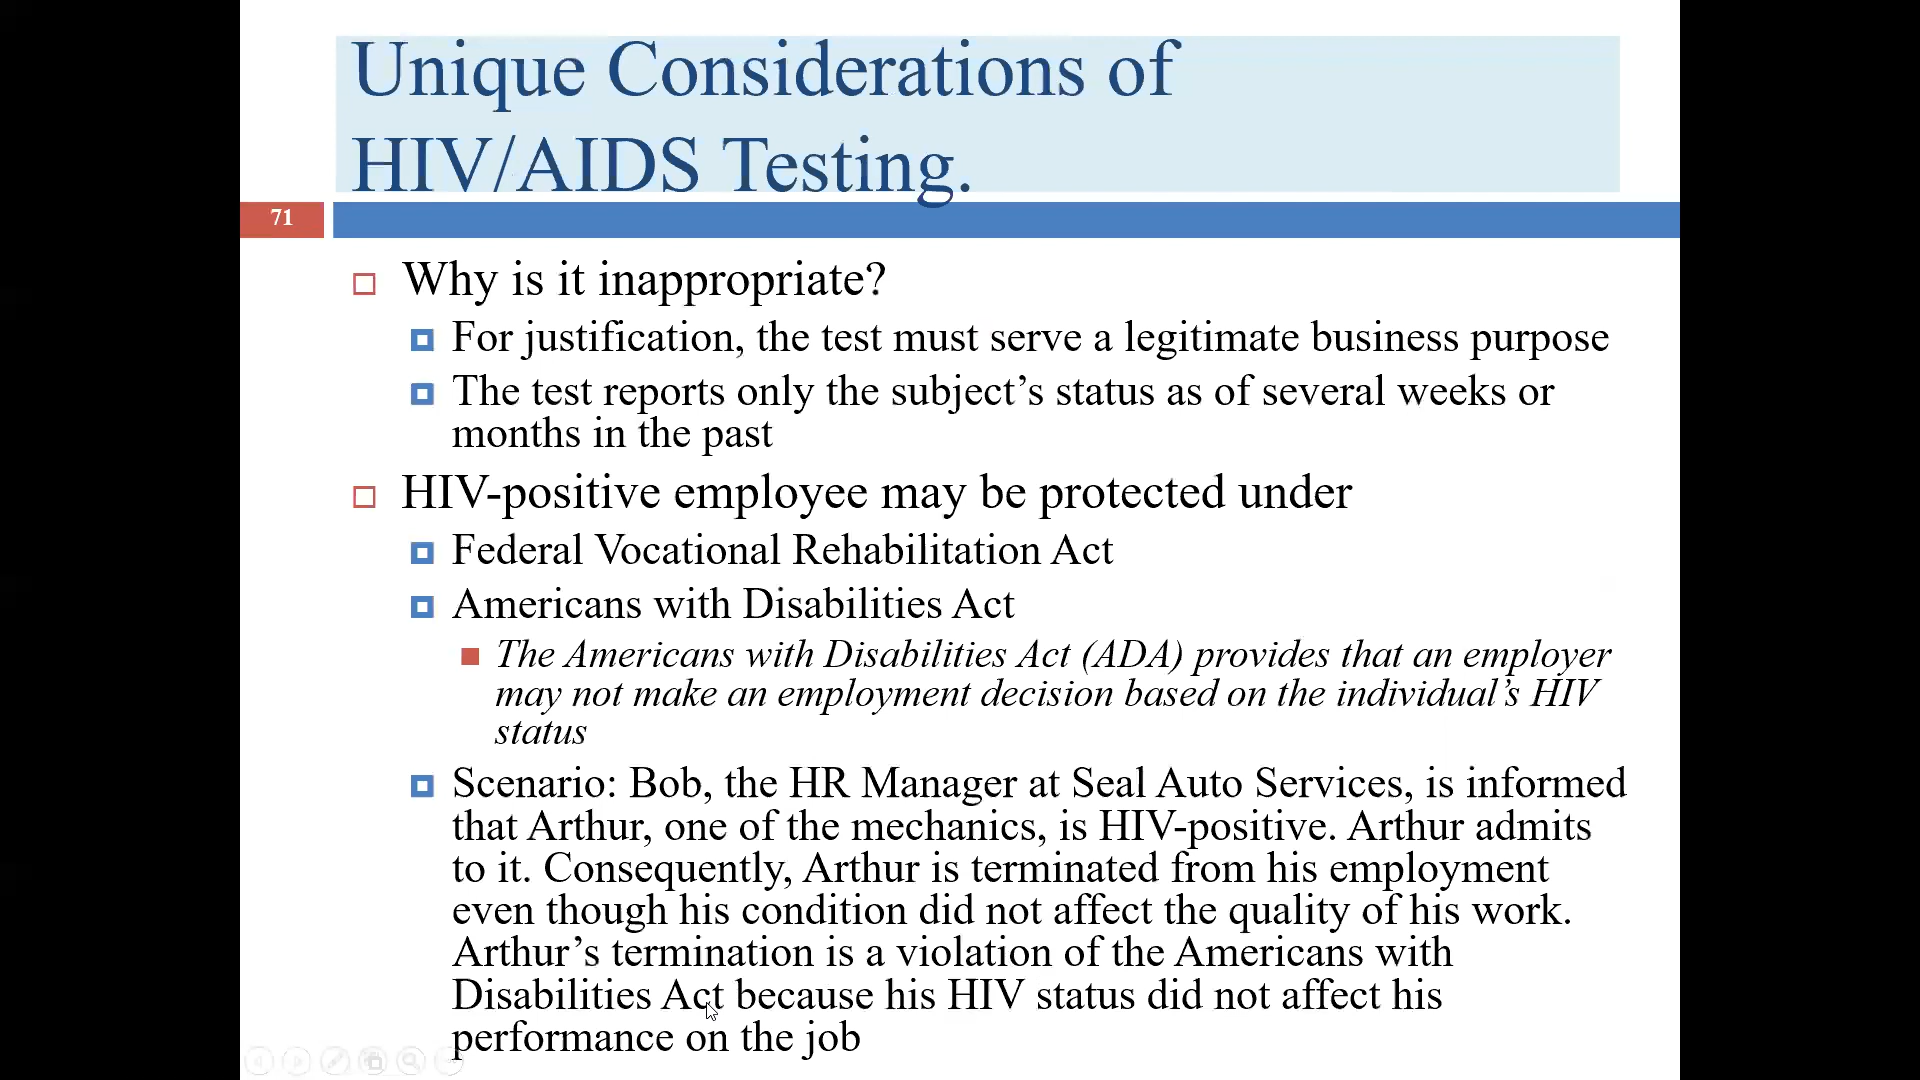 Unique Considerations of
HIV/AIDS Testing.
71
Why is it inappropriate?
For justification, the test must serve a legitimate business purpose
The test reports only the subject’s status as of several weeks or
months in the past
HIV-positive employee may be protected under
Federal Vocational Rehabilitation Act
Americans with Disabilities Act
The Americans with Disabilities Act (ADA) provides that an employer
may not make an employment decision based on the individual’s HIV
status
Scenario: Bob, the HR Manager at Seal Auto Services, is informed
that Arthur, one of the mechanics, is HIV-positive. Arthur admits
to it. Consequently, Arthur is terminated from his employment
even though his condition did not affect the quality of his work.
Arthur’s termination is a violation of the Americans with
Disabilities Act because his HIV status did not affect his
performance on the job